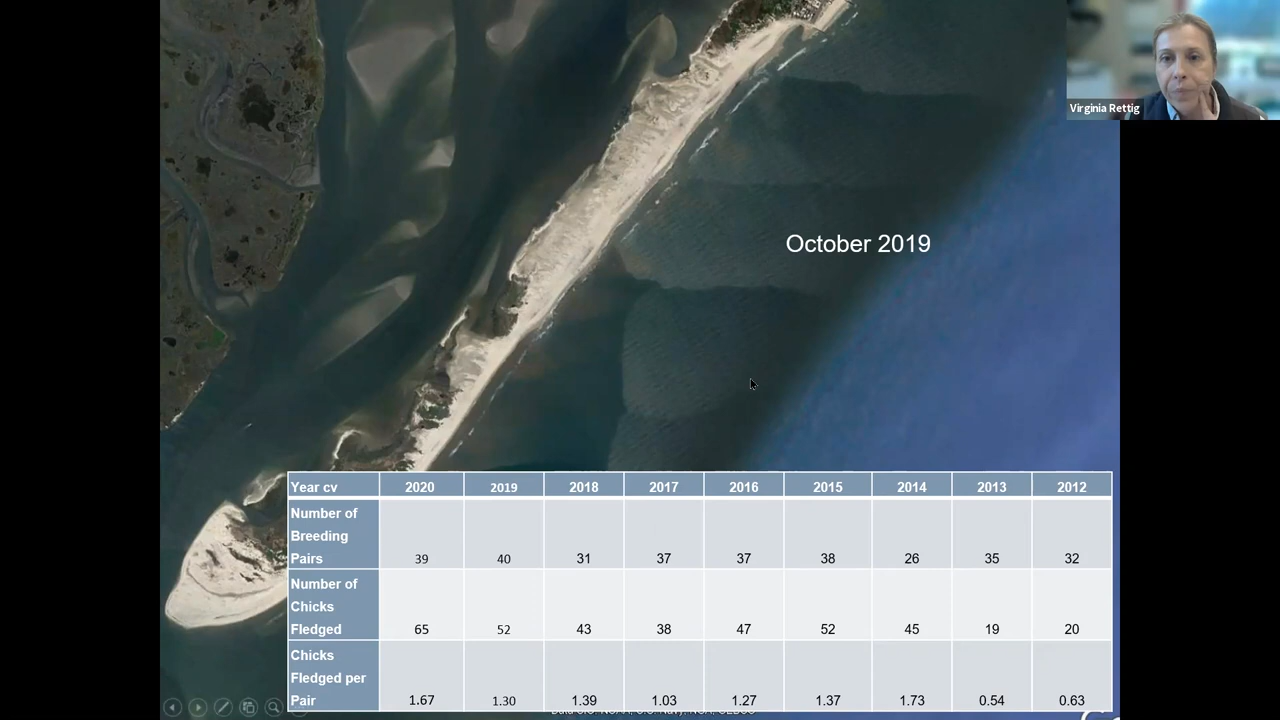 Virginia Rettig
October 2019
Year cv 2020 2019 2018 2017 2016 2015 2014 2013 2012
Number of
Breeding
Pairs 39 40 31 37 37 38 26 35 32
Number of
Chicks
Fledged 65 52 43 38 47 52 45 19 20
Chicks
Fledged per
Pair 1.67 1.30 1.39 1.03 1.27 1.37 1.73 0.54 0.63